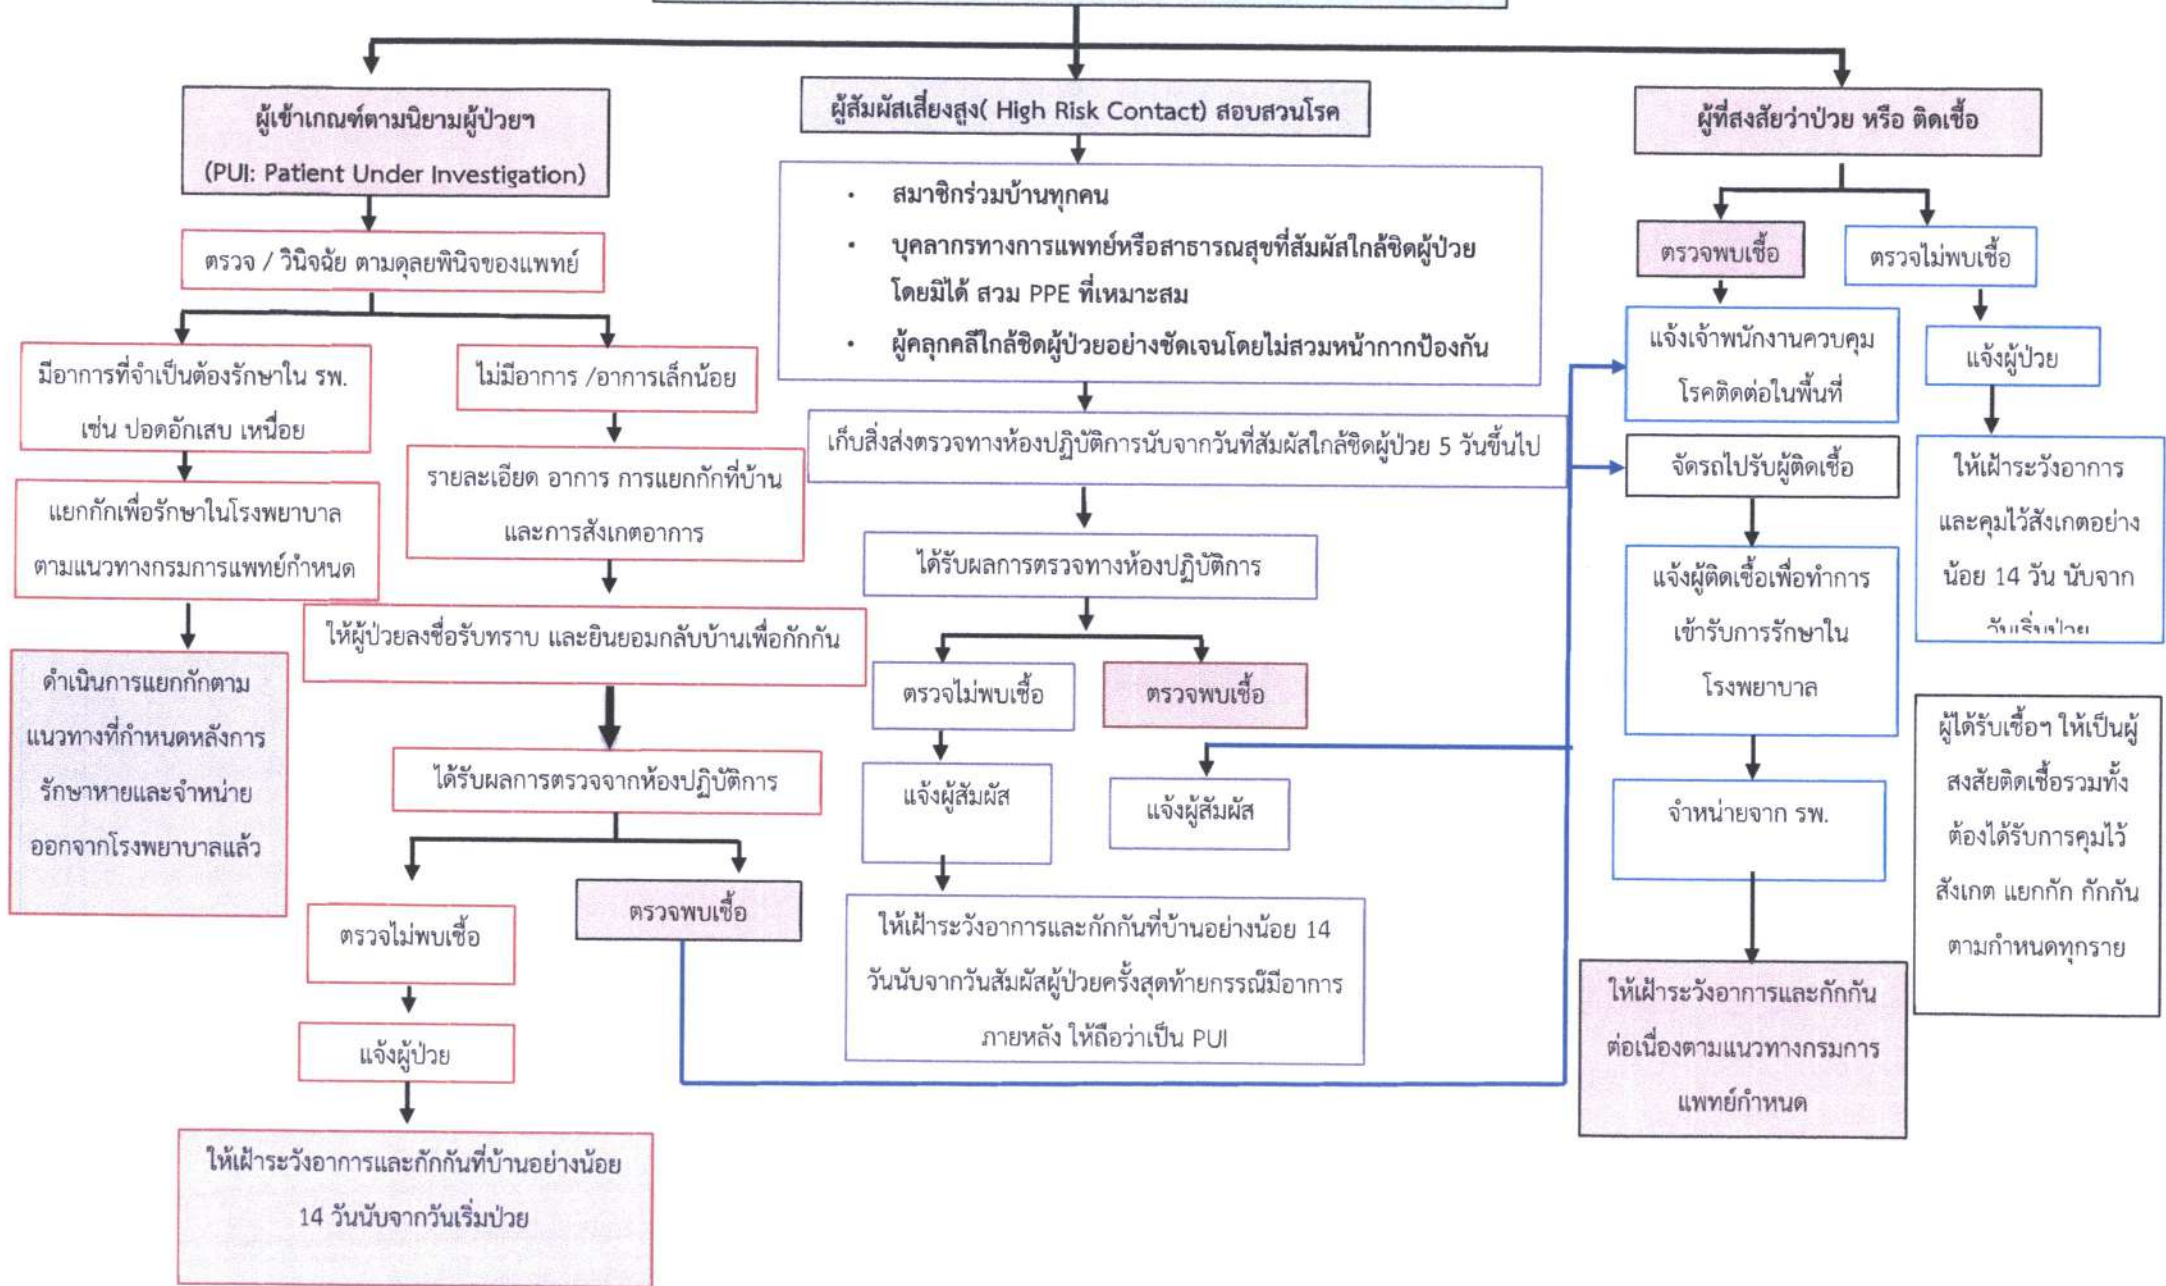 ผู้เข้าเกณฑ์ตามนิยามผู้ป่วยฯ
(PUI: Patient Under Investigation)
ตรวจ / วินิจฉัย ตามดุลยพินิจของแพทย์
มีอาการที่จำเป็นต้องรักษาใน รพ.
เช่น ปอดอักเสบ เหนื่อย
แยกกักเพื่อรักษาในโรงพยาบาล
ตามแนวทางกรมการแพทย์กำหนด
ดำเนินการแยกกักตาม
แนวทางที่กำหนดหลังการ
รักษาหายและจำหน่าย
ออกจากโรงพยาบาลแล้ว
ไม่มีอาการ /อาการเล็กน้อย
รายละเอียด อาการ การแยกกักที่บ้าน
และการสังเกตอาการ
ให้ผู้ป่วยลงชื่อรับทราบ และยินยอมกลับบ้านเพื่อกักกัน
ได้รับผลการตรวจจากห้องปฏิบัติการ
ตรวจไม่พบเชื้อ
แจ้งผู้ป่วย
ให้เฝ้าระวังอาการและกักกันที่บ้านอย่างน้อย
14 วันนับจากวันเริ่มป่วย
ตรวจพบเชื้อ
ผู้สัมผัสเสี่ยงสูง( High Risk Contact) สอบสวนโรค
• สมาชิกร่วมบ้านทุกคน
• บุคลากรทางการแพทย์หรือสาธารณสุขที่สัมผัสใกล้ชิดผู้ป่วย
โดยมิได้ สวม PPE ที่เหมาะสม
• ผู้คลุกคลีใกล้ชิดผู้ป่วยอย่างชัดเจนโดยไม่สวมหน้ากากป้องกัน
เก็บสิ่งส่งตรวจทางห้องปฏิบัติการนับจากวันที่สัมผัสใกล้ชิดผู้ป่วย 5 วันขึ้นไป
ได้รับผลการตรวจทางห้องปฏิบัติการ
ตรวจไม่พบเชื้อ
แจ้งผู้สัมผัส
ให้เฝ้าระวังอาการและกักกันที่บ้านอย่างน้อย 14
วันนับจากวันสัมผัสผู้ป่วยครั้งสุดท้ายกรรณีมีอาการ
ภายหลัง ให้ถือว่าเป็น PUI
ตรวจพบเชื้อ
แจ้งผู้สัมผัส
ผู้ที่สงสัยว่าป่วย หรือ ติดเชื้อ
ตรวจพบเชื้อ
แจ้งเจ้าพนักงานควบคุม
โรคติดต่อในพื้นที่
จัดรถไปรับผู้ติดเชื้อ
แจ้งผู้ติดเชื้อเพื่อทำการ
เข้ารับการรักษาใน
โรงพยาบาล
จำหน่ายจาก รพ.
ให้เฝ้าระวังอาการและกักกัน
ต่อเนื่องตามแนวทางกรมการ
แพทย์กำหนด
ตรวจไม่พบเชื้อ
แจ้งผู้ป่วย
ให้เฝ้าระวังอาการ
และคุมไว้สังเกตอย่าง
น้อย 14 วัน นับจาก
วันเริ่มป่วย
ผู้ได้รับเชื้อฯ ให้เป็นผู้
สงสัยติดเชื้อรวมทั้ง
ต้องได้รับการคุมไว้
สังเกต แยกกัก กักกัน
ตามกำหนดทุกราย